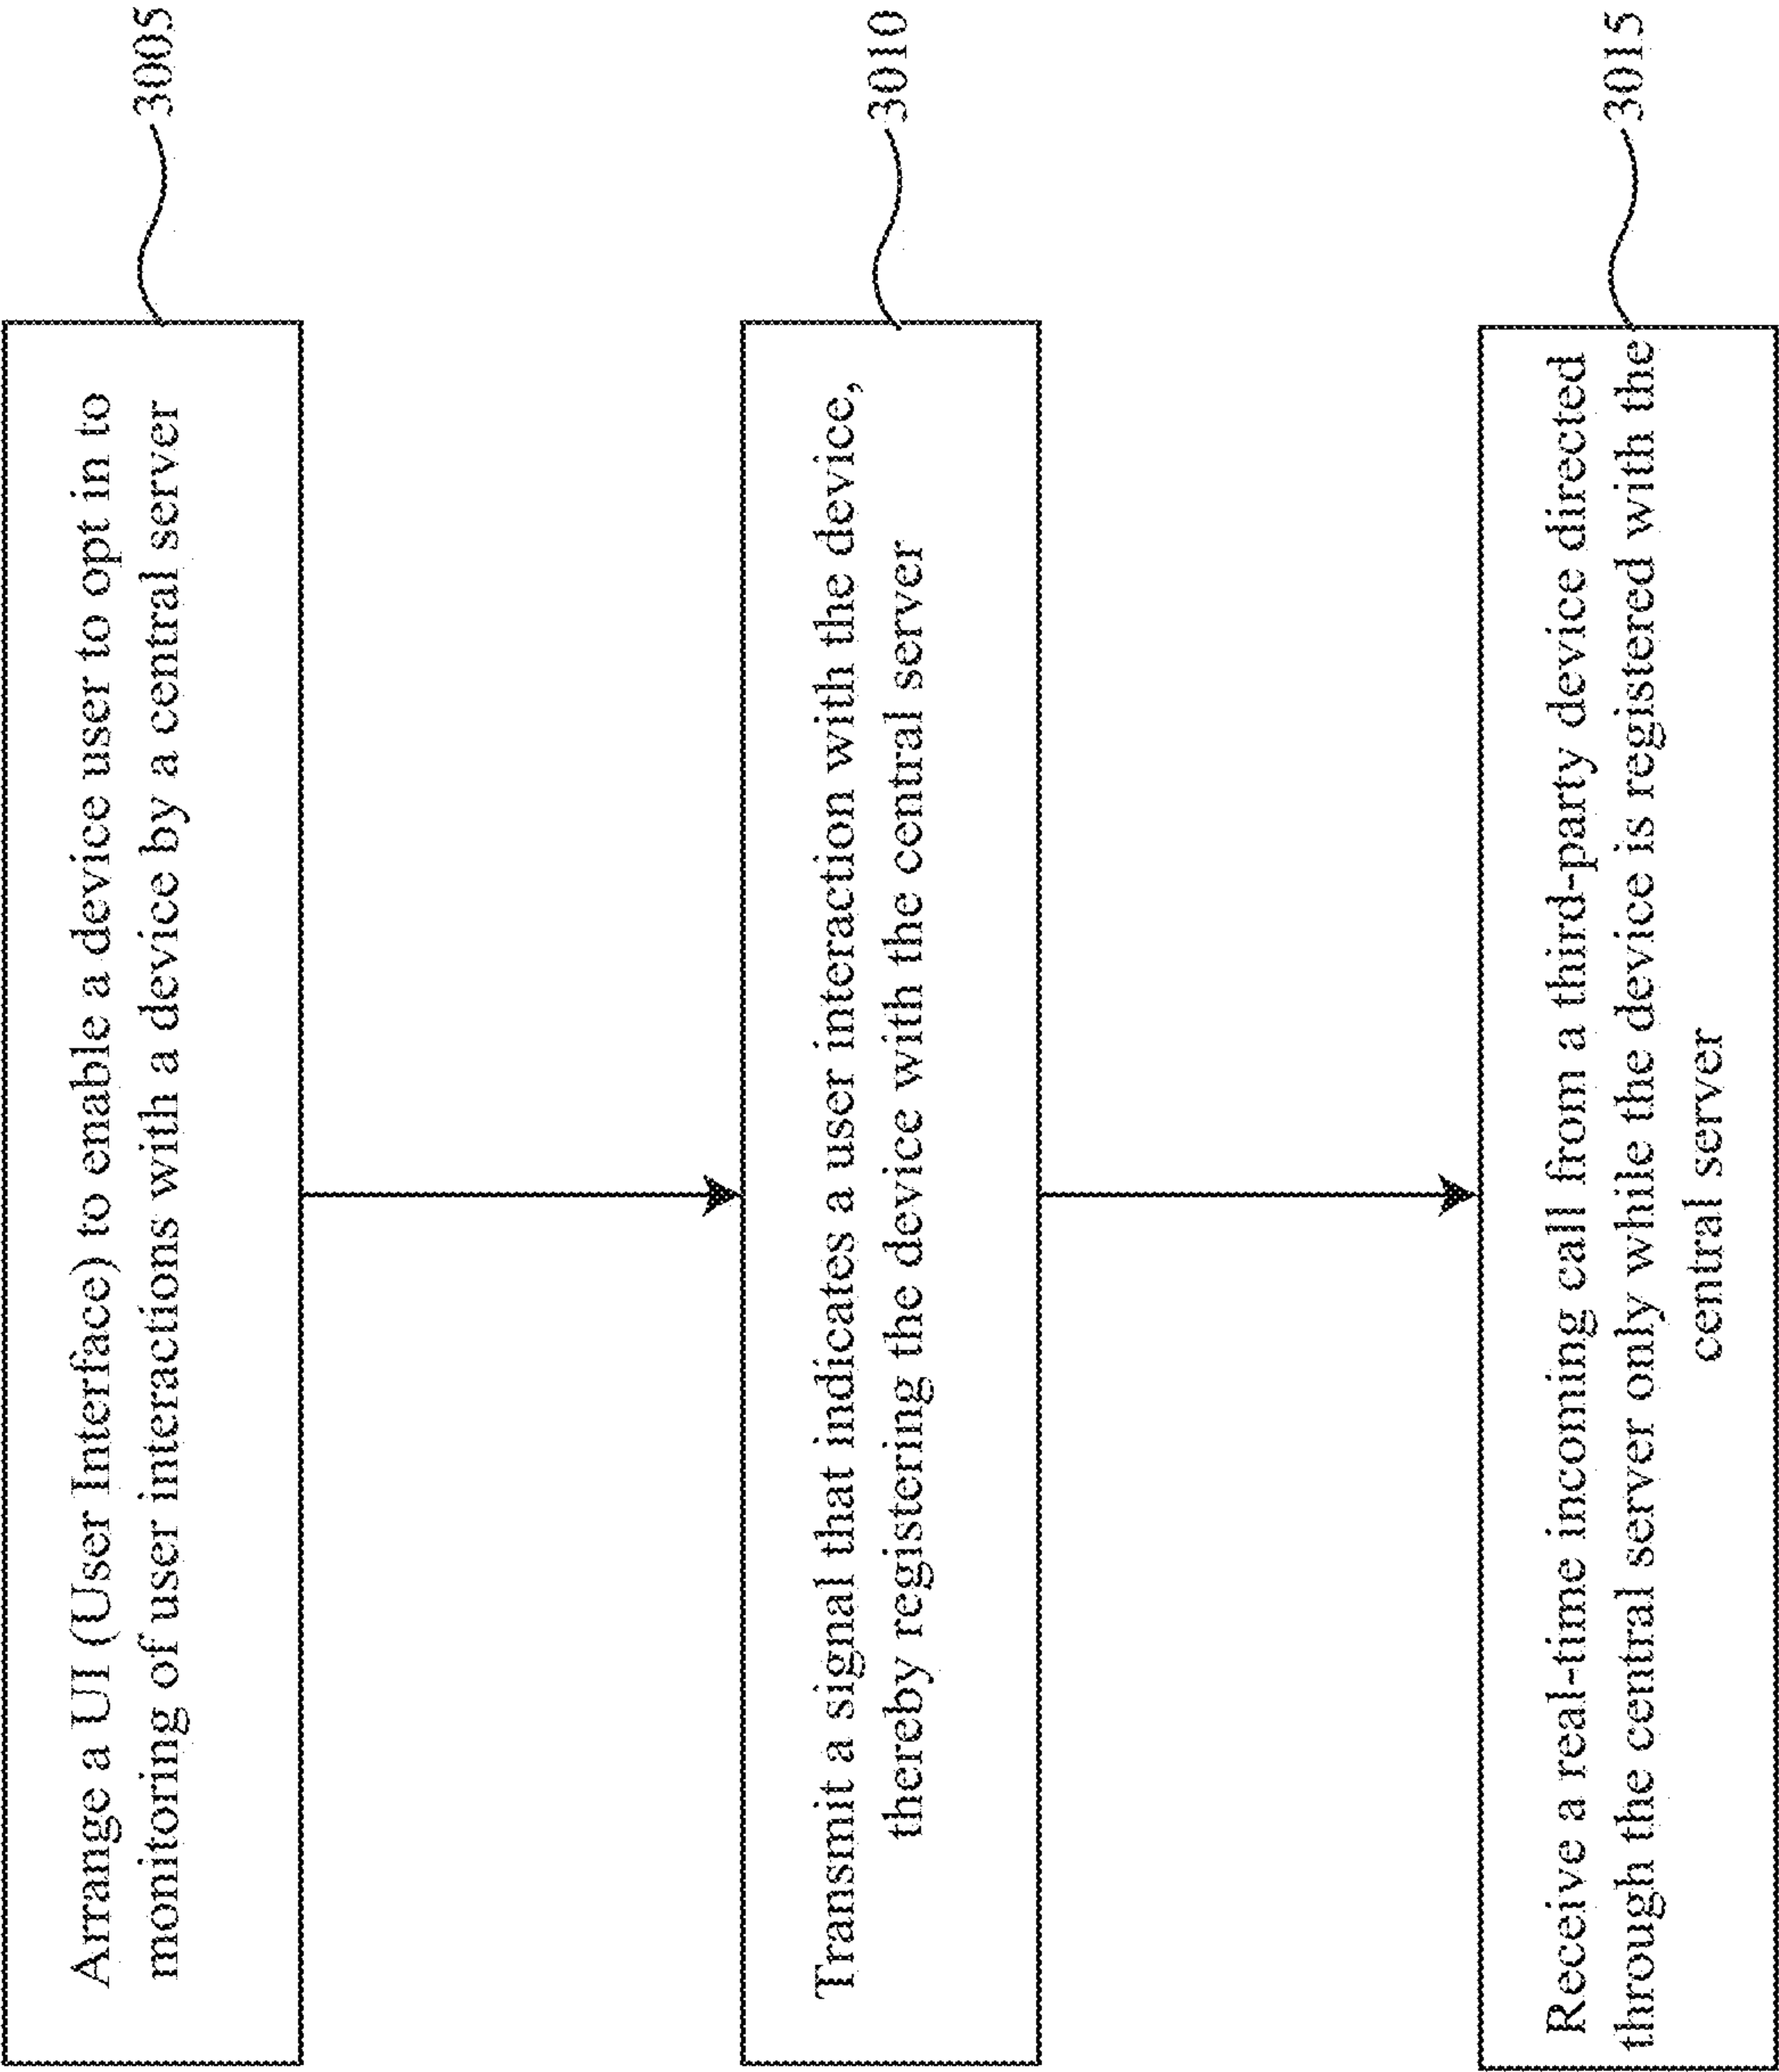 Arrange a UI (User Interface) to enable a device user to opt in to
monitoring of user interactions with a device by a central server
3005
Transmit a signal that indicates a user interaction with the device,
thereby registering the device with the central server
3010
Receive a real-time incoming call from a third-party device directed
through the central server only while the device is registered with the
central server
3015